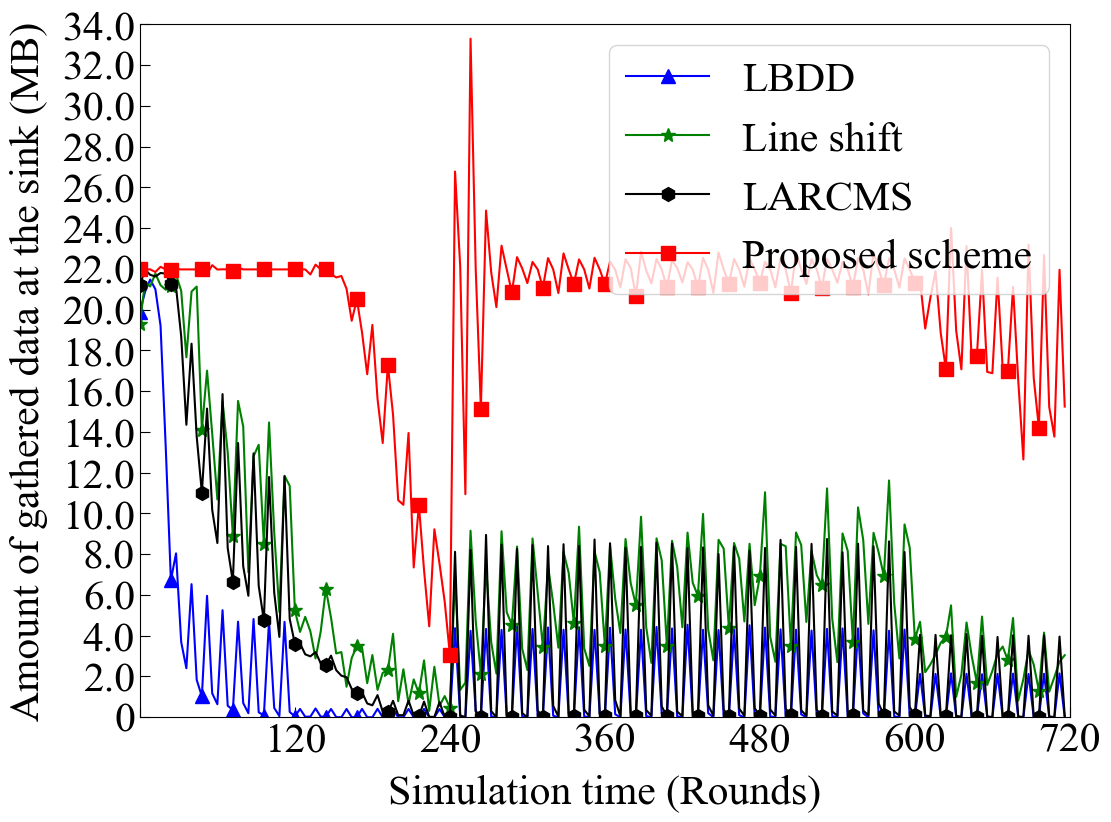 Amount of gathered data at the sink (MB)
34.0
32.0
30.0
28.0
26.0
24.0
22.0
20.0
18.0
16.0
14.0
12.0
10.0
8.0
6.0
4.0
2.0
0
LBDD
Line shift
LARCMS
Proposed scheme
120 240 360 480 600 720
Simulation time (Rounds)